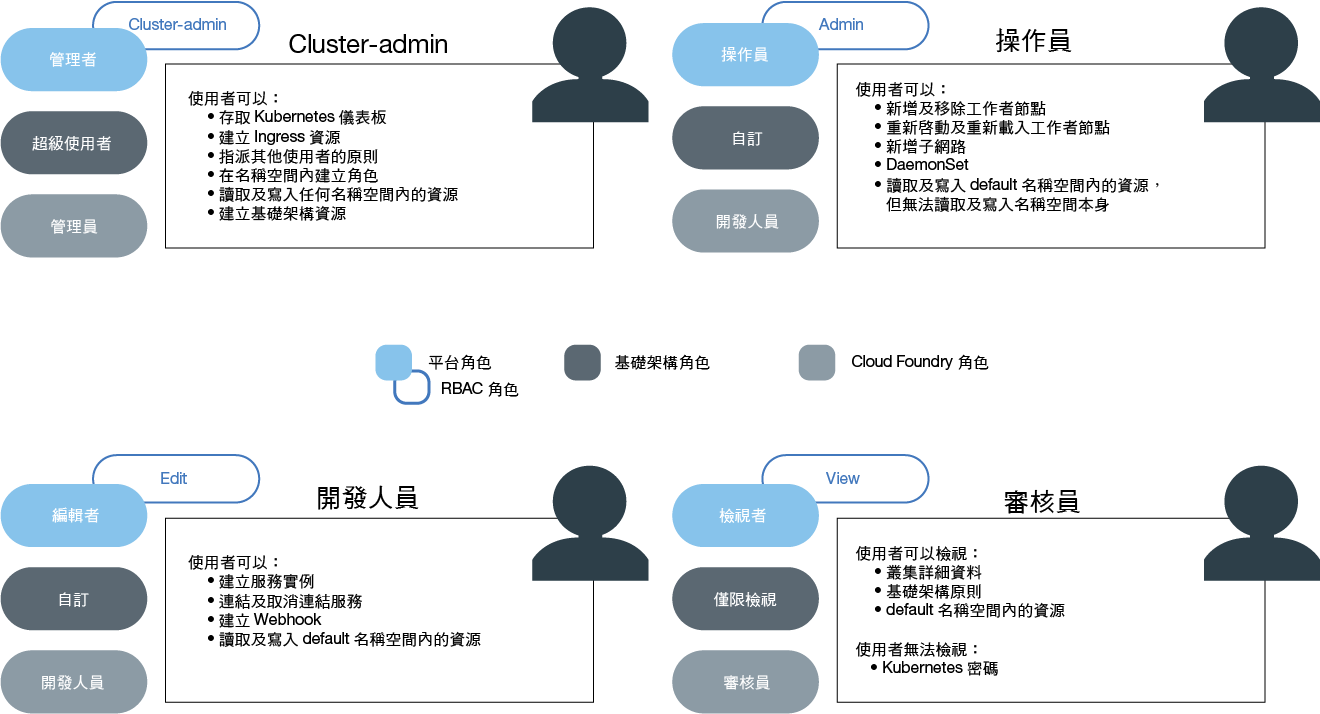 Cluster-admin
管理者
超級使用者
管理員
Cluster-admin
使用者可以：
• 存取 Kubernetes 儀表板
• 建立 Ingress 資源
• 指派其他使用者的原則
• 在名稱空間內建立角色
• 讀取及寫入任何名稱空間內的資源
• 建立基礎架構資源
Admin
操作員
自訂
開發人員
操作員
使用者可以：
• 新增及移除工作者節點
• 重新啓動及重新載入工作者節點
• 新增子網路
• DaemonSet
• 讀取及寫入 default 名稱空間內的資源，
但無法讀取及寫入名稱空間本身
平台角色
RBAC 角色
基礎架構角色
Cloud Foundry 角色
Edit
編輯者
自訂
開發人員
開發人員
使用者可以：
• 建立服務實例
• 連結及取消連結服務
• 建立 Webhook
• 讀取及寫入 default 名稱空間內的資源
View
檢視者
僅限檢視
審核員
審核員
使用者可以檢視：
• 叢集詳細資料
• 基礎架構原則
• default 名稱空間內的資源
使用者無法檢視：
• Kubernetes 密碼